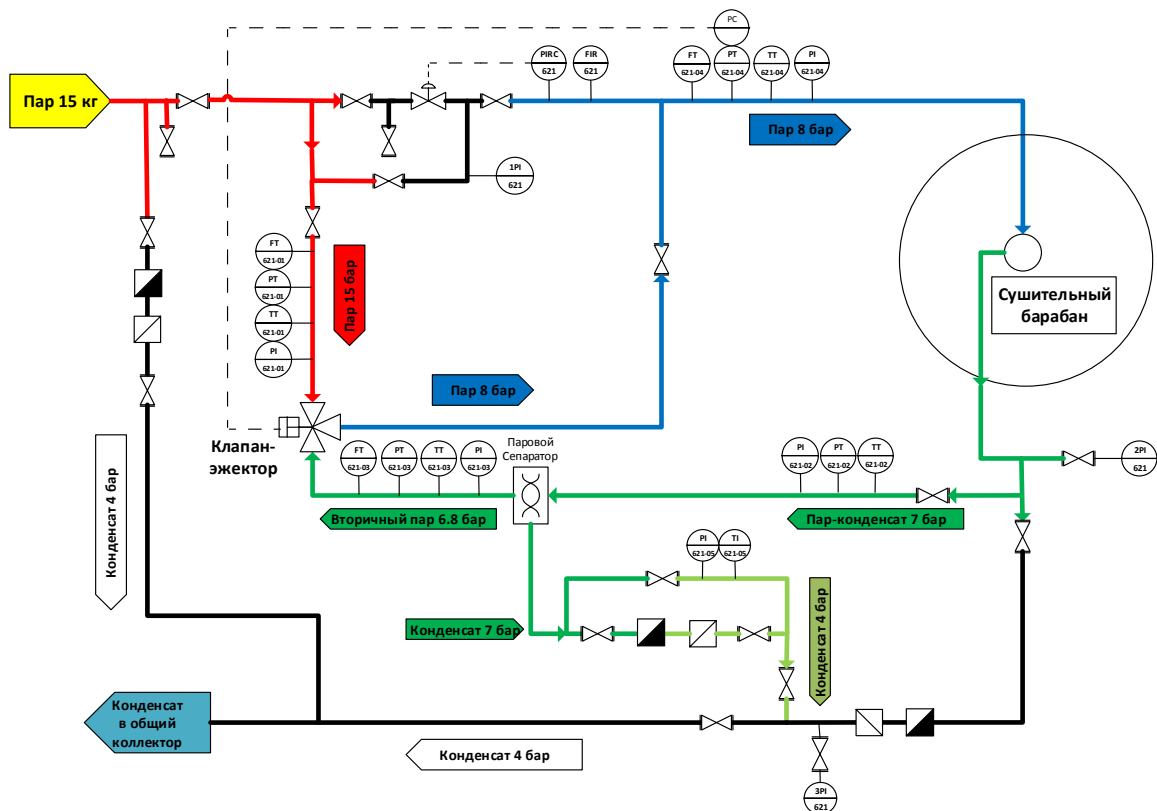 PC
Пар 15 кг
PIRC
621
FIR
621
FT
621-04
PT
621-04
TT
621-04
PI
621-04
Пар 8 бар
1PI
621
FT
621-01
PT
621-01
TT
621-01
PI
621-01
Пар 15 бар
Сушительный
барабан
Пар 8 бар
Клапан-
эжектор
FT
621-03
PT
621-03
TT
621-03
PI
621-03
Паровой
Сепаратор
PI
621-02
PT
621-02
TT
621-02
2PI
621
Вторичный пар 6.8 бар
Пар-конденсат 7 бар
Конденсат 4 бар
PI
621-05
TI
621-05
Конденсат 7 бар
Конденсат 4 бар
Конденсат
в общий
коллектор
Конденсат 4 бар
3PI
621